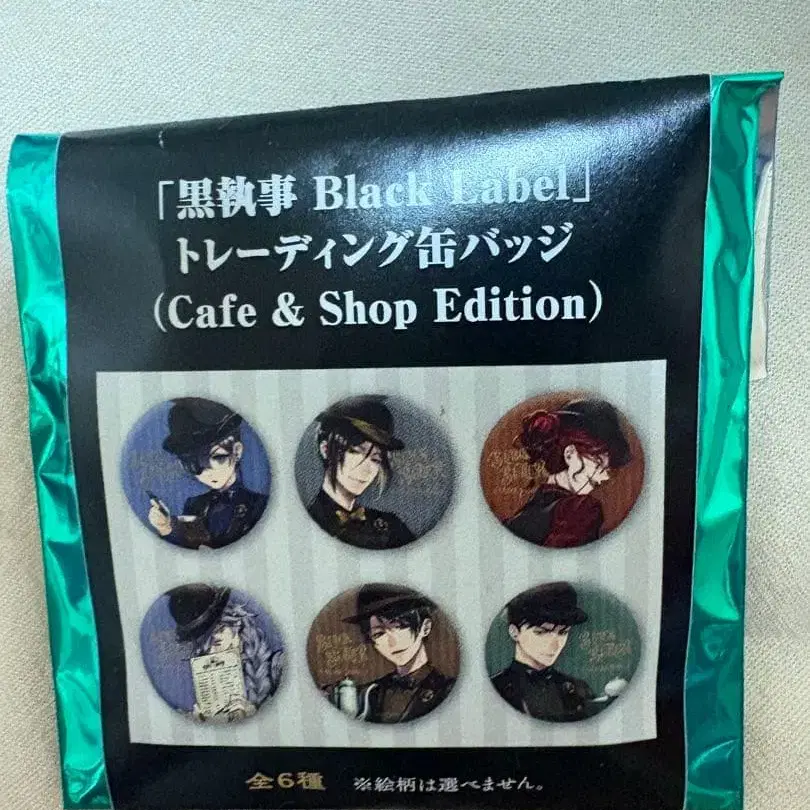 「黒執事 Black Label」
トレーディング缶バッジ
(Cafe & Shop Edition)
全6種 ※絵柄は選べません。